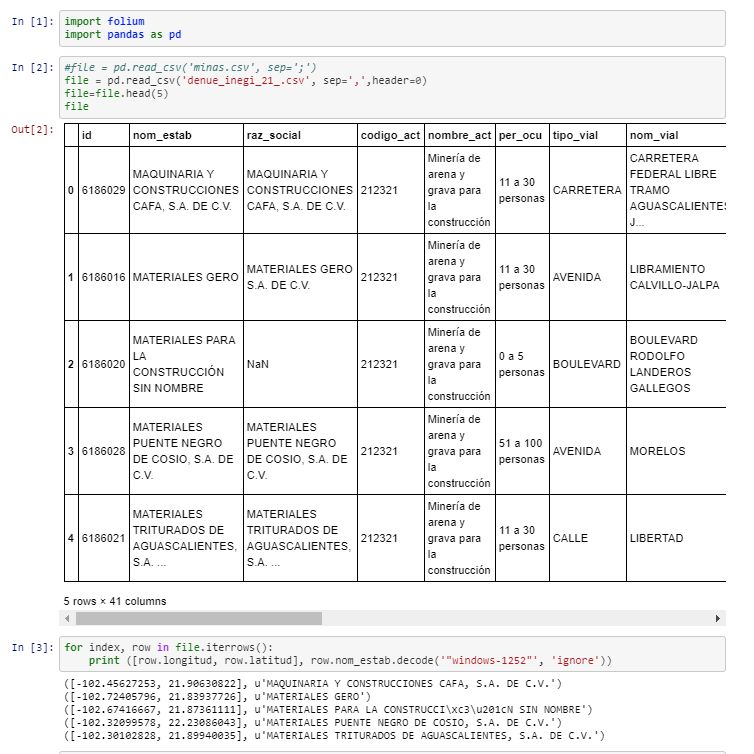 In [1]: import folium
import pandas as pd
In [2]: #file = pd.read_csv('minas.csv', sep=';')
file = pd.read_csv('denue_inegi_21_.csv', sep=',',header=0)
file=file.head(5)
file
Out[2]:
id nom_estab raz_social codigo_act nombre_act per_ocu tipo_vial nom_vial
0 6186029
MAQUINARIA Y
CONSTRUCCIONES
CAFA, S.A. DE C.V.
MAQUINARIA Y
CONSTRUCCIONES
CAFA, S.A. DE C.V.
212321
Minería de
arena y
grava para
la
construcción
11 a 30
personas
CARRETERA
CARRETERA
FEDERAL LIBRE
TRAMO
AGUASCALIENTES
J...
1 6186016
MATERIALES GERO
MATERIALES GERO
S.A. DE C.V.
212321
Minería de
arena y
grava para
la
construcción
11 a 30
personas
AVENIDA
LIBRAMIENTO
CALVILLO-JALPA
2 6186020
MATERIALES PARA
LA
CONSTRUCCIÓN
SIN NOMBRE
NaN
212321
Minería de
arena y
grava para
la
construcción
0 a 5
personas
BOULEVARD
BOULEVARD
RODOLFO
LANDEROS
GALLEGOS
3 6186028
MATERIALES
PUENTE NEGRO
DE COSIO, S.A. DE
C.V.
MATERIALES
PUENTE NEGRO
DE COSIO, S.A. DE
C.V.
212321
Minería de
arena y
grava para
la
construcción
51 a 100
personas
AVENIDA
MORELOS
4 6186021
MATERIALES
TRITURADOS DE
AGUASCALIENTES,
S.A. ...
MATERIALES
TRITURADOS DE
AGUASCALIENTES,
S.A. ...
212321
Minería de
arena y
grava para
la
construcción
11 a 30
personas
CALLE
LIBERTAD
5 rows × 41 columns
In [3]: for index, row in file.iterrows():
print ([row.longitud, row.latitud], row.nom_estab.decode('"windows-1252"', 'ignore'))
([-102.45627253, 21.90630822], u'MAQUINARIA Y CONSTRUCCIONES CAFA, S.A. DE C.V.')
([-102.72405796, 21.83937726], u'MATERIALES GERO')
([-102.67416667, 21.87361111], u'MATERIALES PARA LA CONSTRUCCI\xc3\u201cN SIN NOMBRE')
([-102.32099578, 22.23086043], u'MATERIALES PUENTE NEGRO DE COSIO, S.A. DE C.V.')
([-102.30102828, 21.89940035], u'MATERIALES TRITURADOS DE AGUASCALIENTES, S.A. DE C.V.')